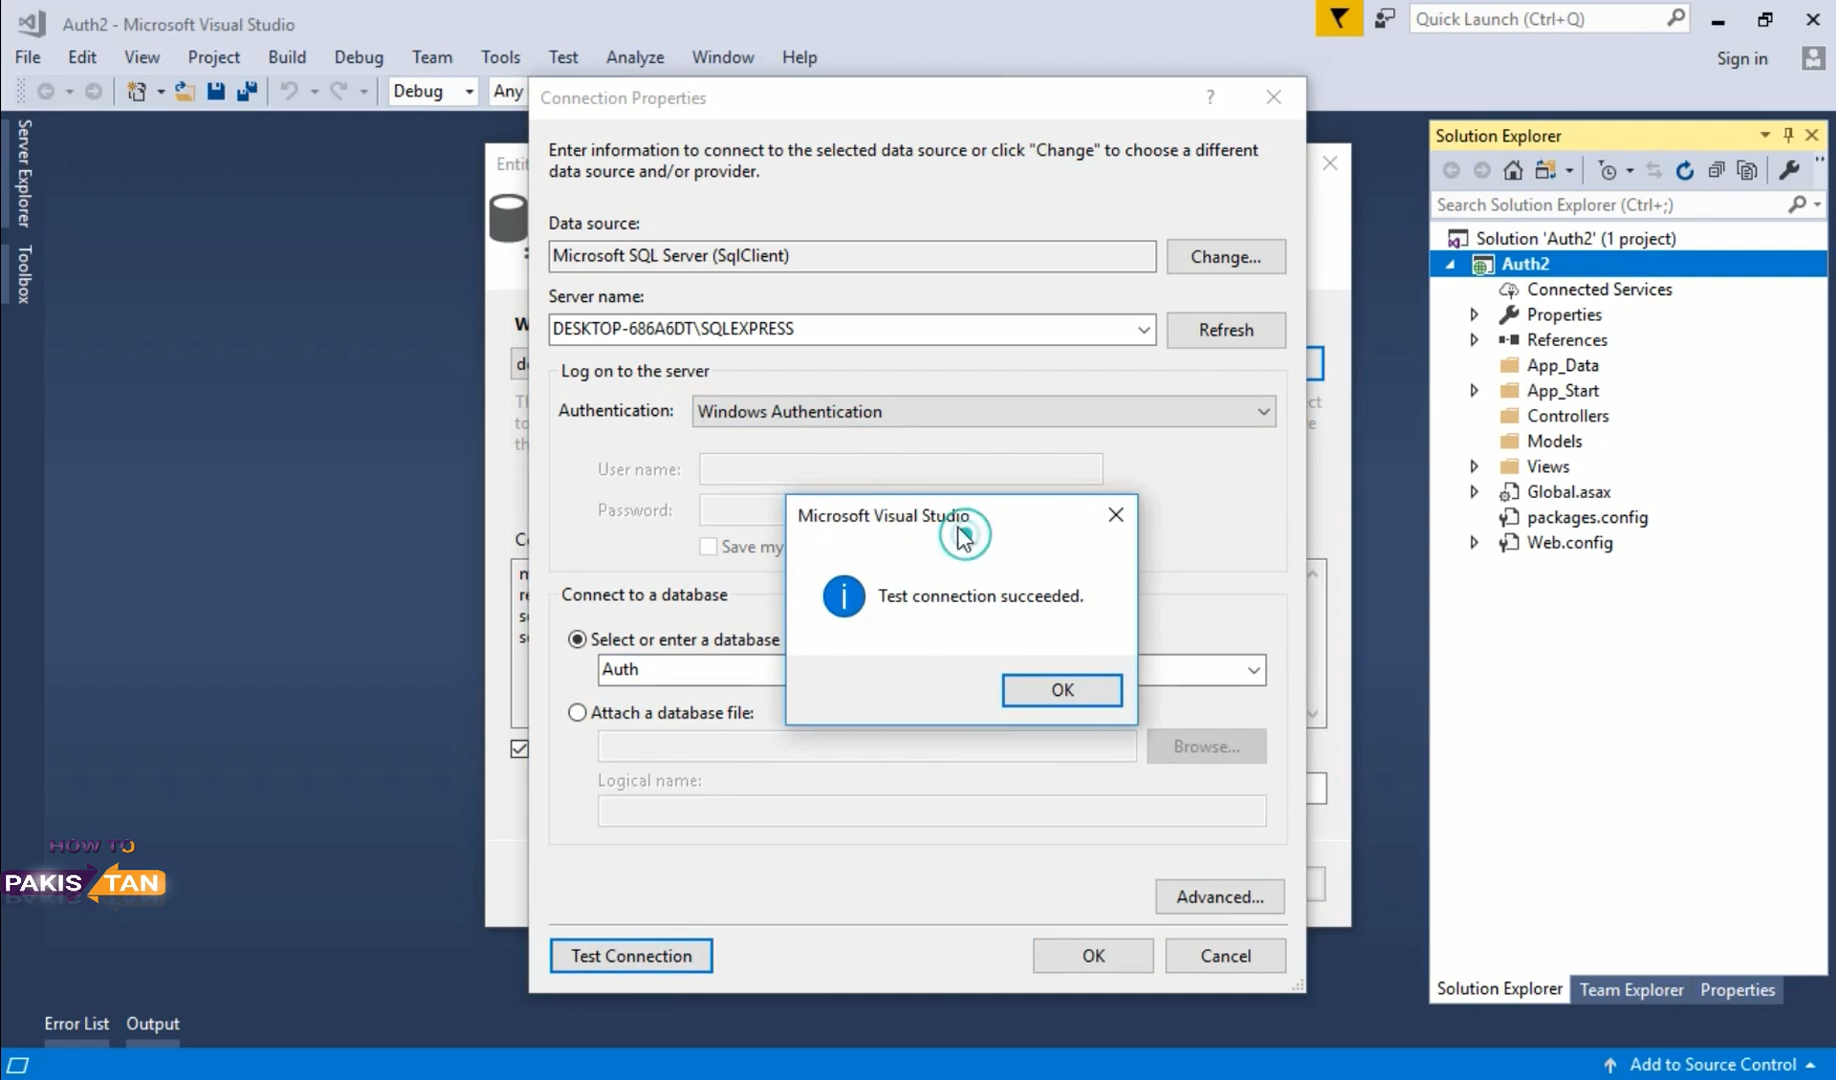 Auth2 - Microsoft Visual Studio
Quick Launch (Ctrl+Q)
File Edit View Project Build Debug Team Tools Test Analyze Window Help
Sign in
Debug Any
Server Explorer
Toolbox
Connection Properties
?
Enter information to connect to the selected data source or click "Change" to choose a different
data source and/or provider.
Data source:
Microsoft SQL Server (SqlClient)
Change...
Server name:
DESKTOP-686A6DT\SQLEXPRESS
Refresh
Log on to the server
Authentication: Windows Authentication
User name:
Password:
Save my
Microsoft Visual Studio
Test connection succeeded.
OK
Connect to a database
Select or enter a database
Auth
Attach a database file:
Browse...
Logical name:
Advanced...
Test Connection
OK
Cancel
Solution Explorer
Search Solution Explorer (Ctrl+;)
Solution 'Auth2' (1 project)
Auth2
Connected Services
Properties
References
App_Data
App_Start
Controllers
Models
Views
Global.asax
packages.config
Web.config
Solution Explorer Team Explorer Properties
HOW TO
PAKISTAN
Error List Output
Add to Source Control